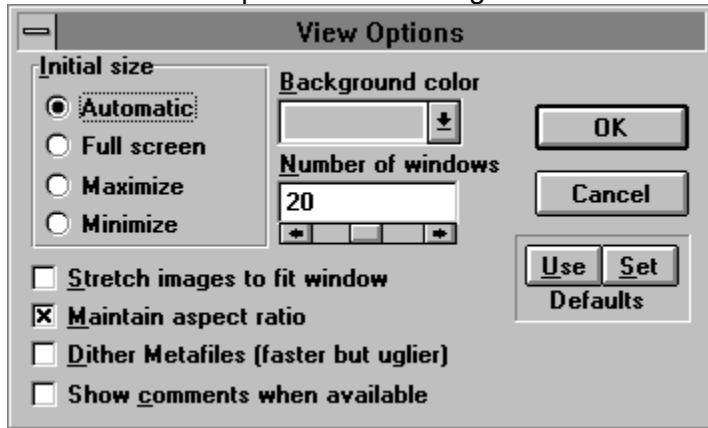 View Options
Initial size
Automatic
Full screen
Maximize
Minimize
Background color
Number of windows
20
OK
Cancel
Use Set
Defaults
Stretch images to fit window
Maintain aspect ratio
Dither Metafiles (faster but uglier)
Show comments when available